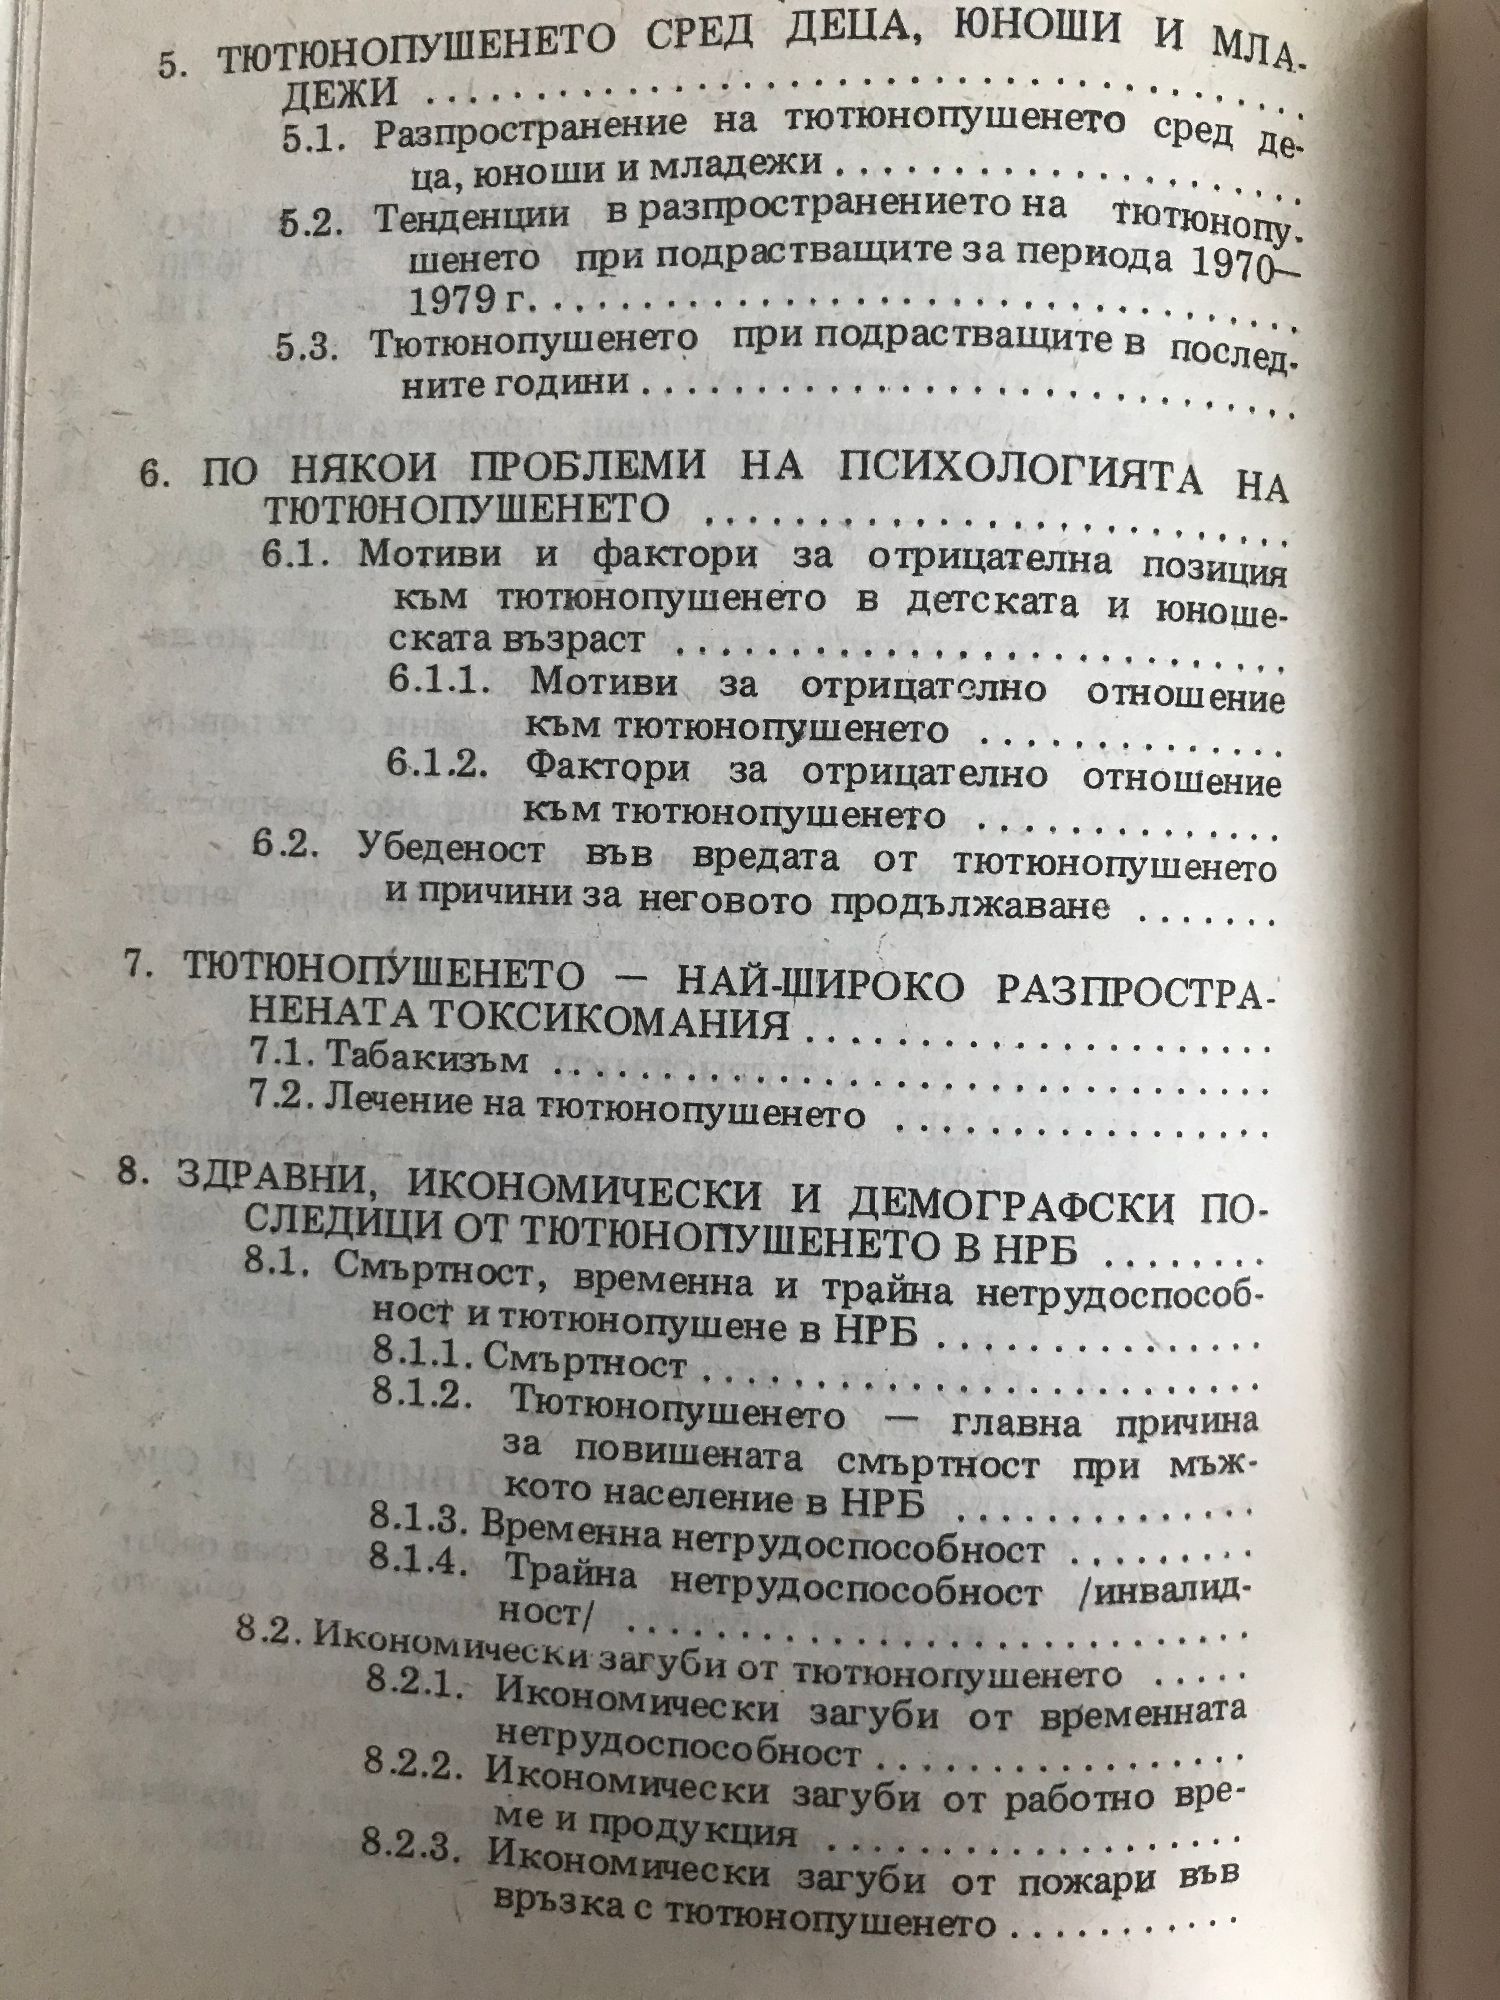 5. ТЮТЮНОПУШЕНЕТО СРЕД ДЕЦА, ЮНОШИ И МЛА-
ДЕЖИ ..............................
5.1. Разпространение на тютюнопушенето сред де-
ца, юноши и младежи ....................
5.2. Тенденции в разпространението на тютюнопу-
шенето при подрастващите за периода 1970–
1979 г. ..............................
5.3. Тютюнопушенето при подрастващите в послед-
ните години ..............................
6. ПО НЯКОИ ПРОБЛЕМИ НА ПСИХОЛОГИЯТА НА
ТЮТЮНОПУШЕНЕТО ....................
6.1. Мотиви и фактори за отрицателна позиция
към тютюнопушенето в детската и юноше-
ската възраст ....................
6.1.1. Мотиви за отрицателно отношение
към тютюнопушенето ...........
6.1.2. Фактори за отрицателно отношение
към тютюнопушенето ...........
6.2. Убеденост във вредата от тютюнопушенето
и причини за неговото продължаване .......
7. ТЮТЮНОПУШЕНЕТО — НАЙ-ШИРОКО РАЗПРОСТРА-
НЕНАТА ТОКСИКОМАНИЯ ....................
7.1. Табакизъм .........................
7.2. Лечение на тютюнопушенето .............
8. ЗДРАВНИ, ИКОНОМИЧЕСКИ И ДЕМОГРАФСКИ ПО-
СЛЕДИЦИ ОТ ТЮТЮНОПУШЕНЕТО В НРБ ........
8.1. Смъртност, временна и трайна нетрудоспособ-
ност и тютюнопушене в НРБ ............
8.1.1. Смъртност ....................
8.1.2. Тютюнопушенето — главна причина
за повишената смъртност при мъж-
кото население в НРБ ...........
8.1.3. Временна нетрудоспособност .........
8.1.4. Трайна нетрудоспособност /инвалид-
ност/ .........................
8.2. Икономически загуби от тютюнопушенето .....
8.2.1. Икономически загуби от временната
нетрудоспособност .............
8.2.2. Икономически загуби от работно вре-
ме и продукция ................
8.2.3. Икономически загуби от пожари във
връзка с тютюнопушенето ...........